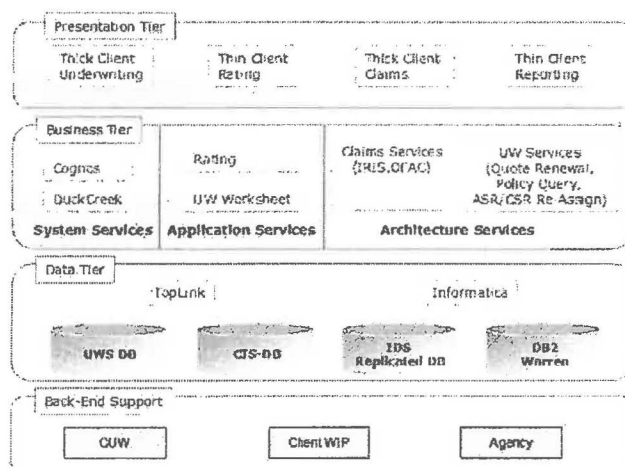 Presentation Tier
Thick Client
Underwriting
Thin Client
Rating
Thick Client
Claims
Thin Client
Reporting
Business Tier
Cognos
DuckCreek
System Services
Rating
UW Worksheet
Application Services
Claims Services
(IRIS,OFAC)
UW Services
(Quote Renewal,
Policy Query,
ASR/CSR Re-Assign)
Architecture Services
Data Tier
TopLink
Informatica
UWS DB
CTS-DB
IDS
Replicated DB
DB2
Warren
Back-End Support
CUW
Client WIP
Agency